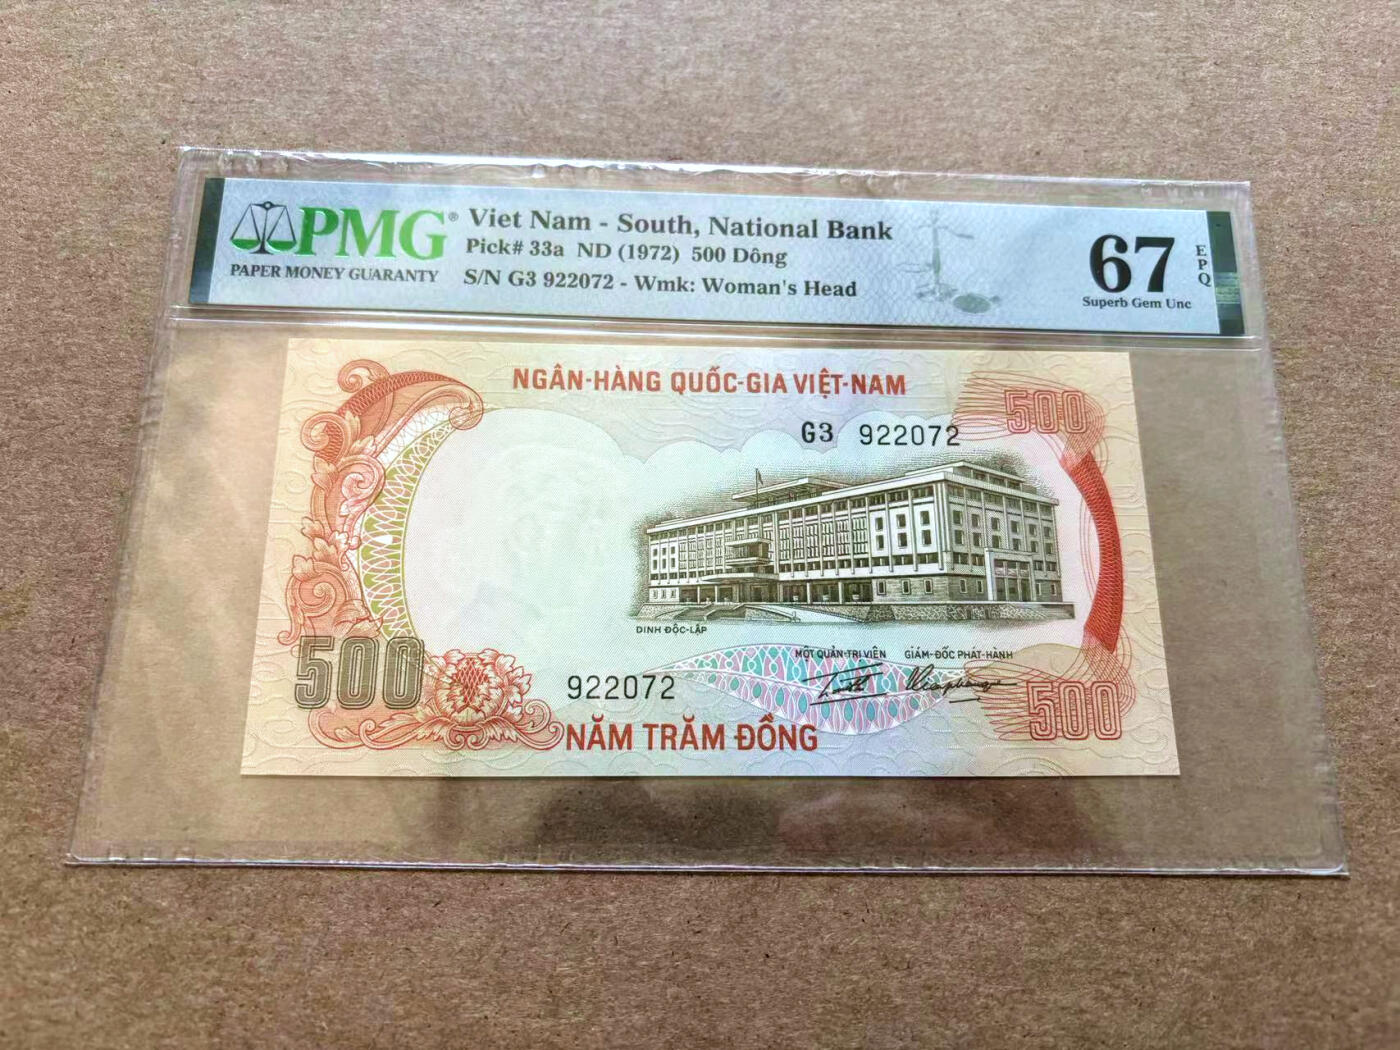 PMG®
PAPER MONEY GUARANTY
Viet Nam - South, National Bank
Pick# 33a ND (1972) 500 Dông
S/N G3 922072 - Wmk: Woman's Head
67
Superb Gem Unc
EPQ
NGÂN-HÀNG QUỐC-GIA VIỆT-NAM
500
G3 922072
DINH ĐỘC-LẬP
MỘT QUẢN-TRỊ VIÊN GIÁM-ĐỐC PHÁT-HÀNH
500
922072
500
NĂM TRĂM ĐỒNG